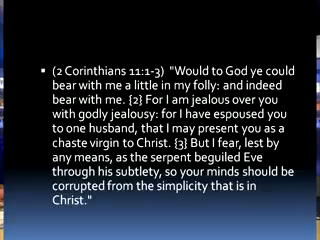 ▪ (2 Corinthians 11:1-3)  "Would to God ye could
bear with me a little in my folly: and indeed
bear with me. {2} For I am jealous over you
with godly jealousy: for I have espoused you
to one husband, that I may present you as a
chaste virgin to Christ. {3} But I fear, lest by
any means, as the serpent beguiled Eve
through his subtlety, so your minds should be
corrupted from the simplicity that is in
Christ."